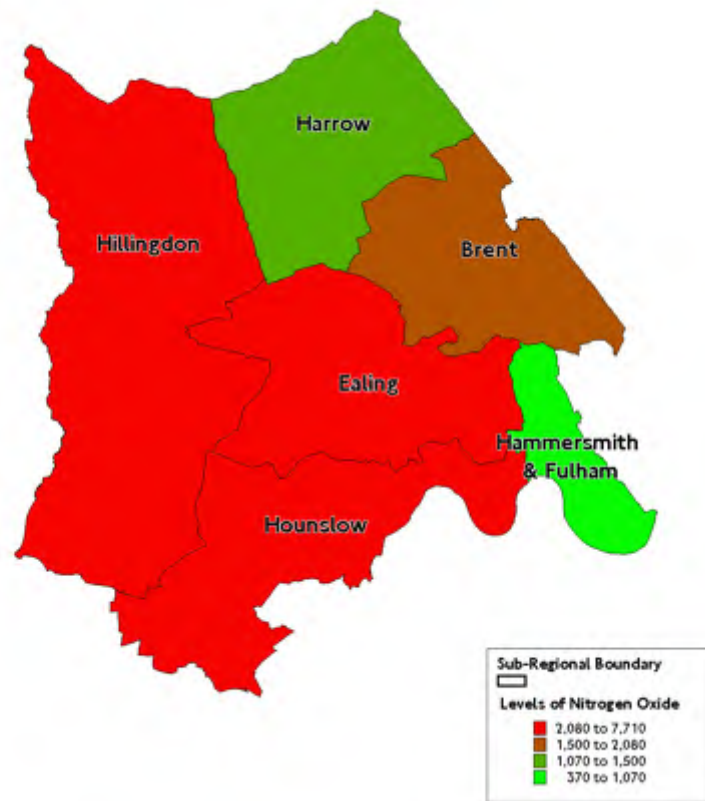 Harrow
Hillingdon
Brent
Ealing
Hammersmith
& Fulham
Hounslow
Sub-Regional Boundary
Levels of Nitrogen Oxide
2,080 to 7,710
1,500 to 2,080
1,070 to 1,500
370 to 1,070